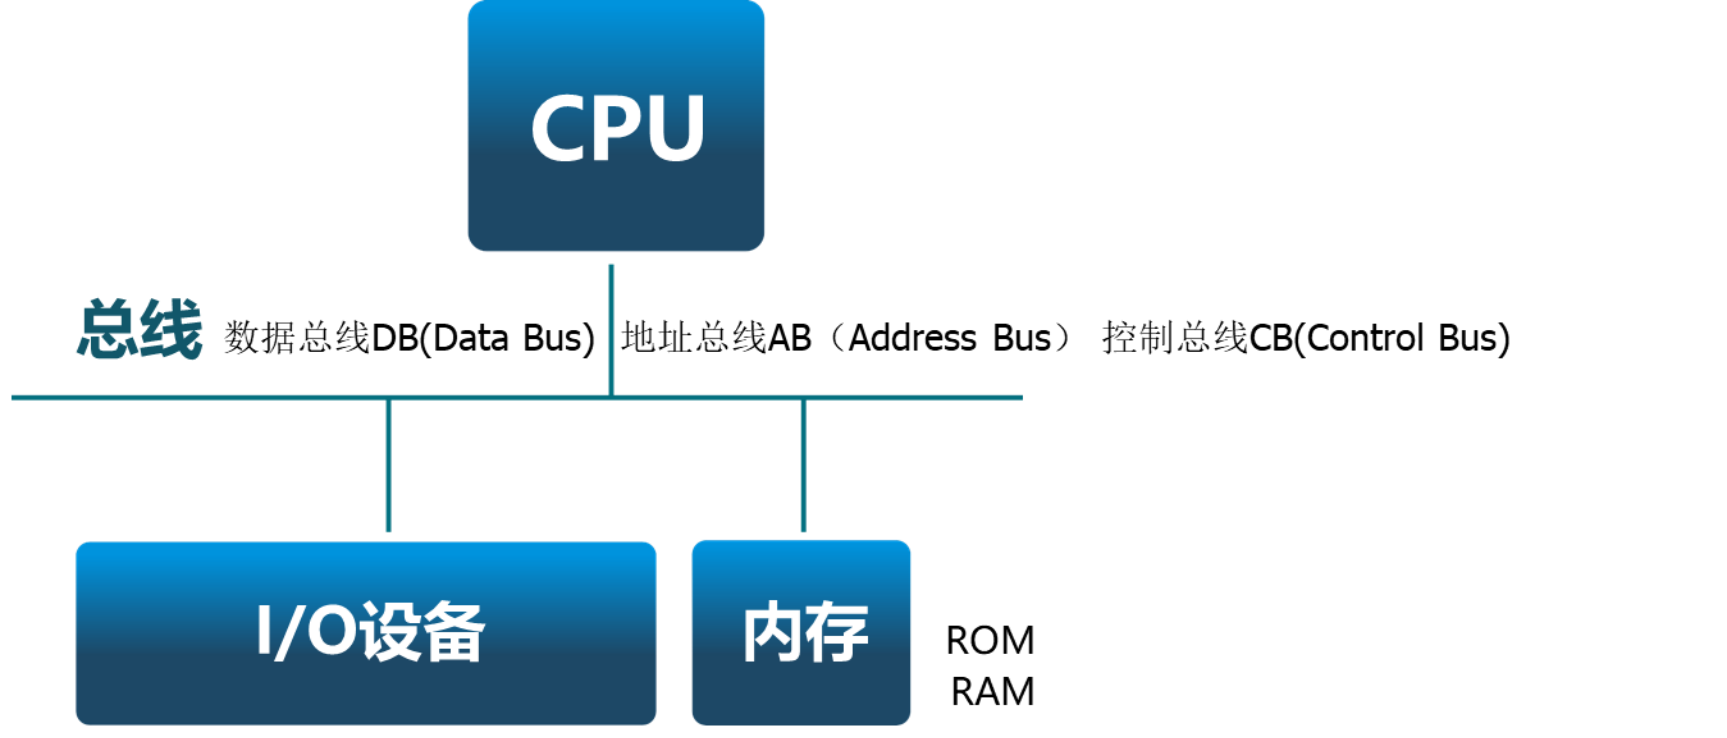 CPU
总线 数据总线DB(Data Bus) 地址总线AB（Address Bus） 控制总线CB(Control Bus)
I/O设备
内存
ROM
RAM